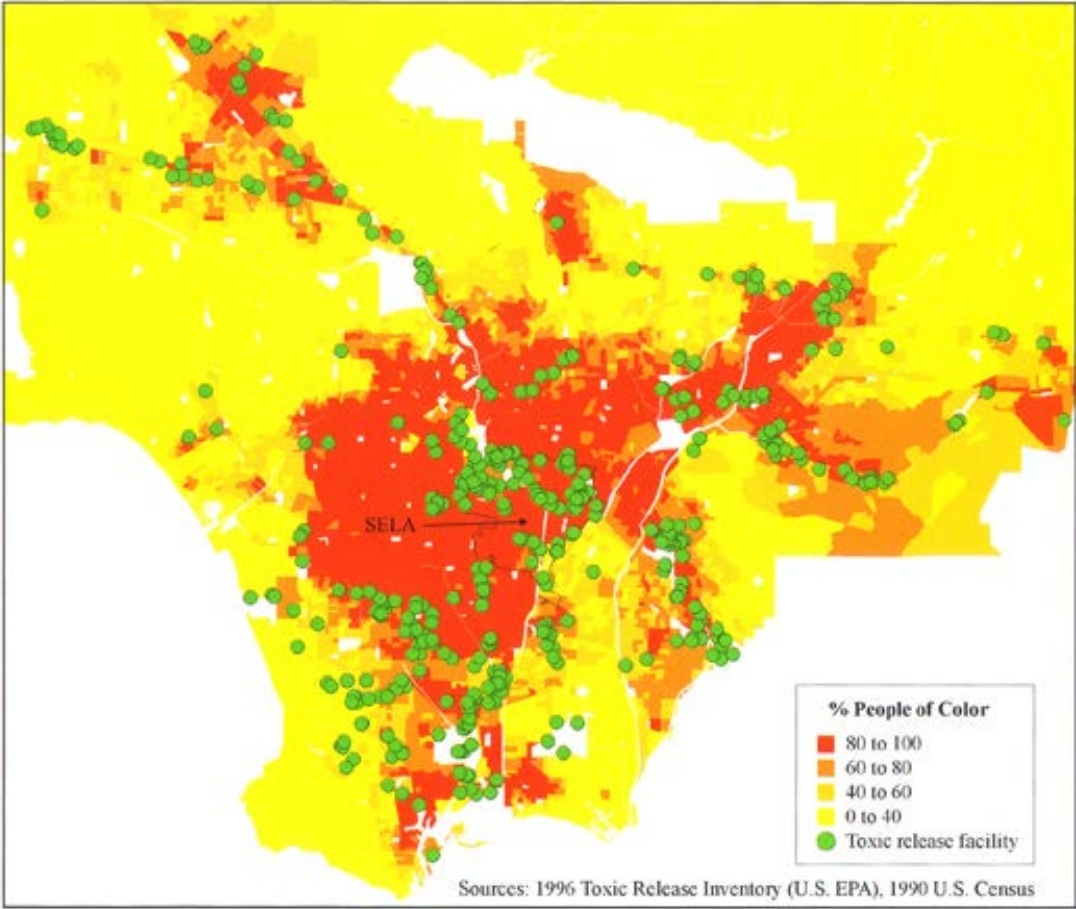 SELA
% People of Color
80 to 100
60 to 80
40 to 60
0 to 40
Toxic release facility
Sources: 1996 Toxic Release Inventory (U.S. EPA), 1990 U.S. Census